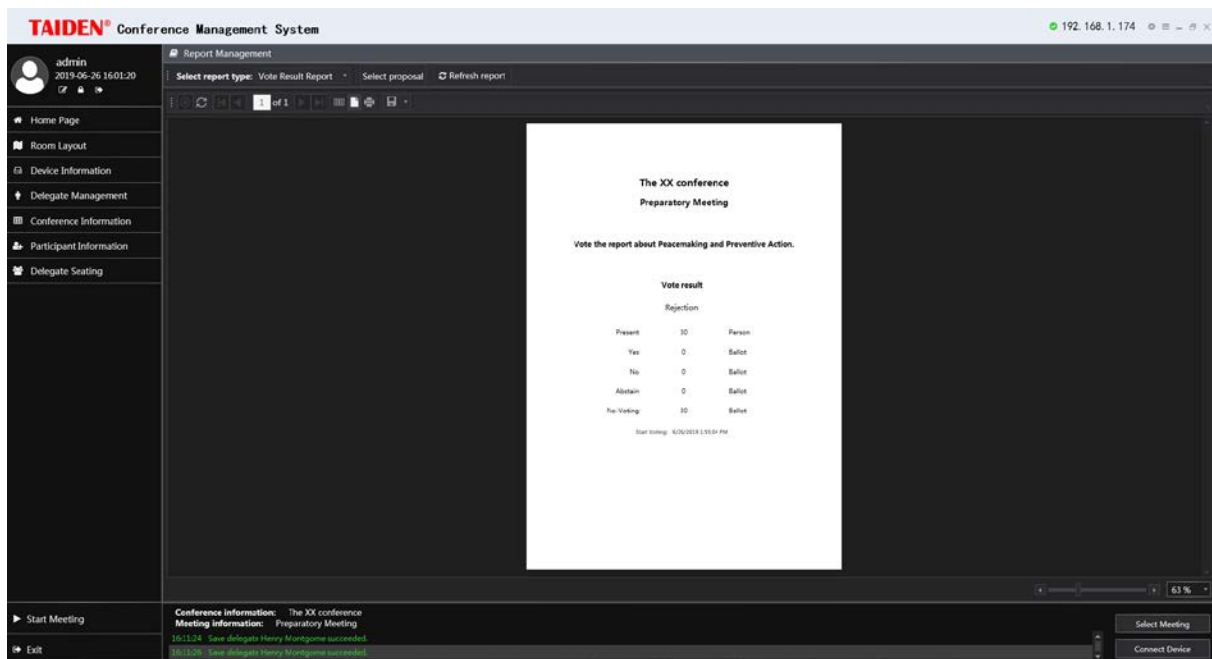 TAIDEN® Conference Management System
192. 168. 1. 174
admin
2019-06-26 16:01:20
Report Management
Select report type: Vote Result Report
Select proposal
Refresh report
1 of 1
Home Page
Room Layout
Device Information
Delegate Management
Conference Information
Participant Information
Delegate Seating
The XX conference
Preparatory Meeting
Vote the report about Peacemaking and Preventive Action.
Vote result
Rejection
Present 30 Person
Yes 0 Ballot
No 0 Ballot
Abstain 0 Ballot
No-Voting 30 Ballot
Start Voting: 6/26/2019
63 %
Start Meeting
Exit
Conference information: The XX conference
Meeting information: Preparatory Meeting
16:11:24 Save delegate Henry Montgome succeeded.
16:11:26 Save delegate Henry Montgome succeeded.
Select Meeting
Connect Device